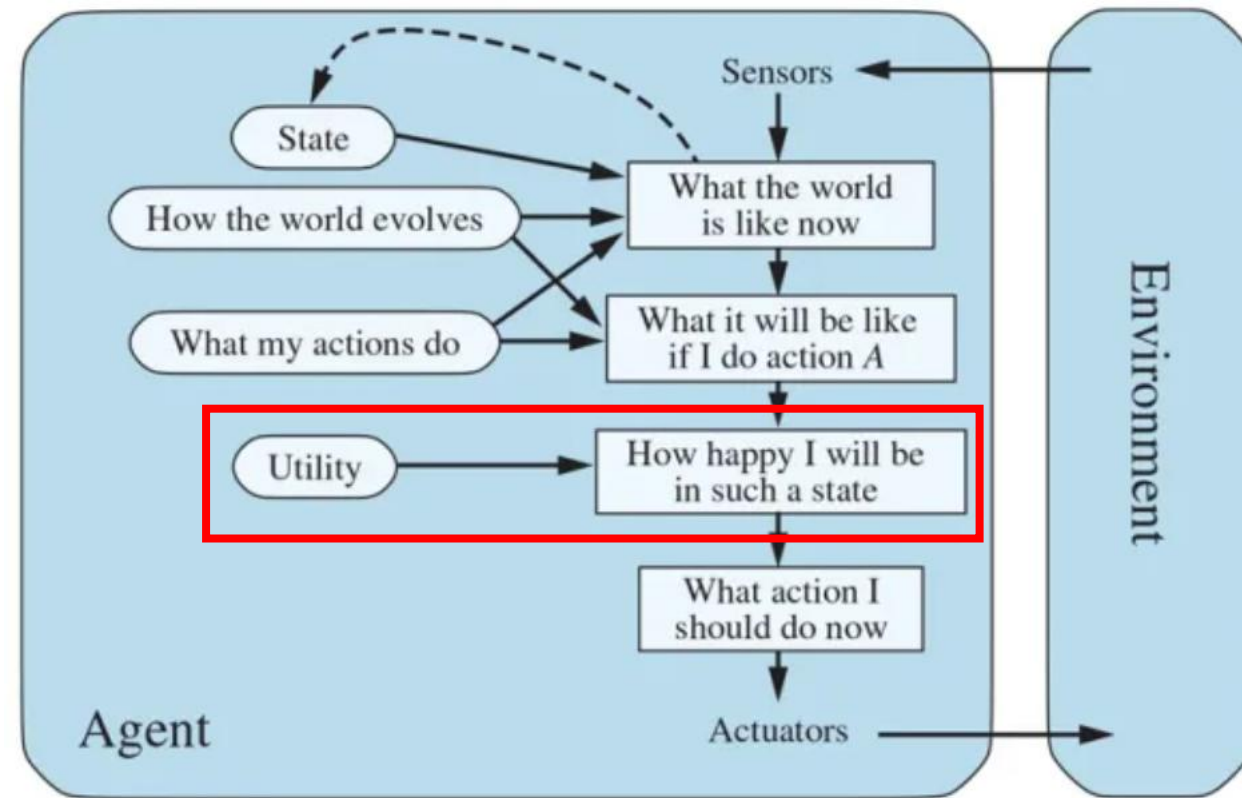 Sensors
State
What the world
is like now
How the world evolves
What my actions do
What it will be like
if I do action A
Utility
How happy I will be
in such a state
What action I
should do now
Agent
Actuators
Environment